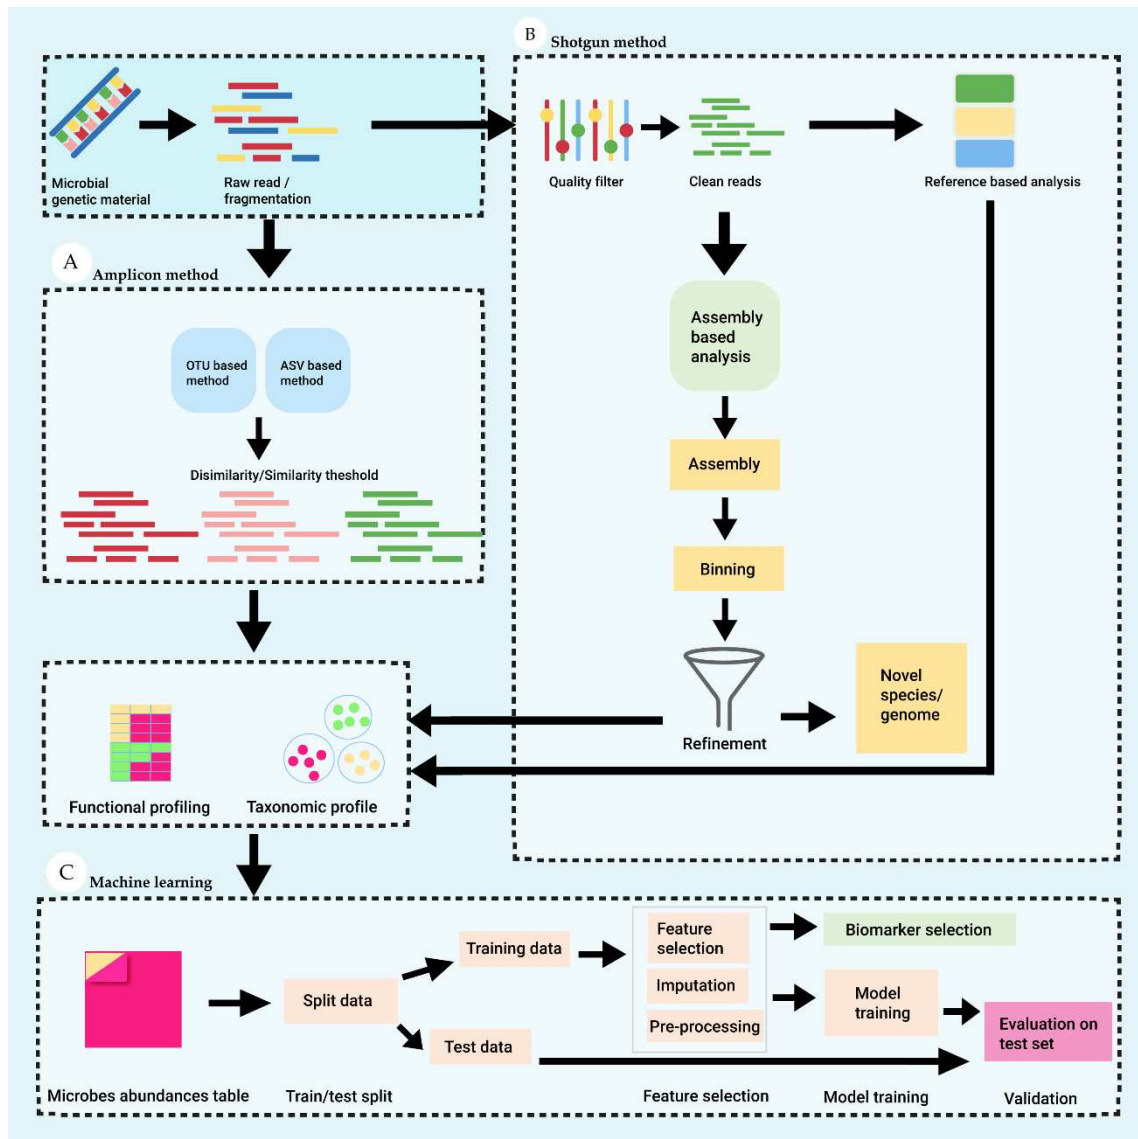 B
Shotgun method
Microbial
genetic material
Raw read /
fragmentation
Quality filter
Clean reads
Reference based analysis
A
Amplicon method
OTU based
method
ASV based
method
Disimilarity/Similarity theshold
Assembly
based
analysis
Assembly
Binning
Refinement
Novel
species/
genome
Functional profiling
Taxonomic profile
C
Machine learning
Split data
Training data
Test data
Feature
selection
Imputation
Pre-processing
Biomarker selection
Model
training
Evaluation on
test set
Microbes abundances table
Train/test split
Feature selection
Model training
Validation